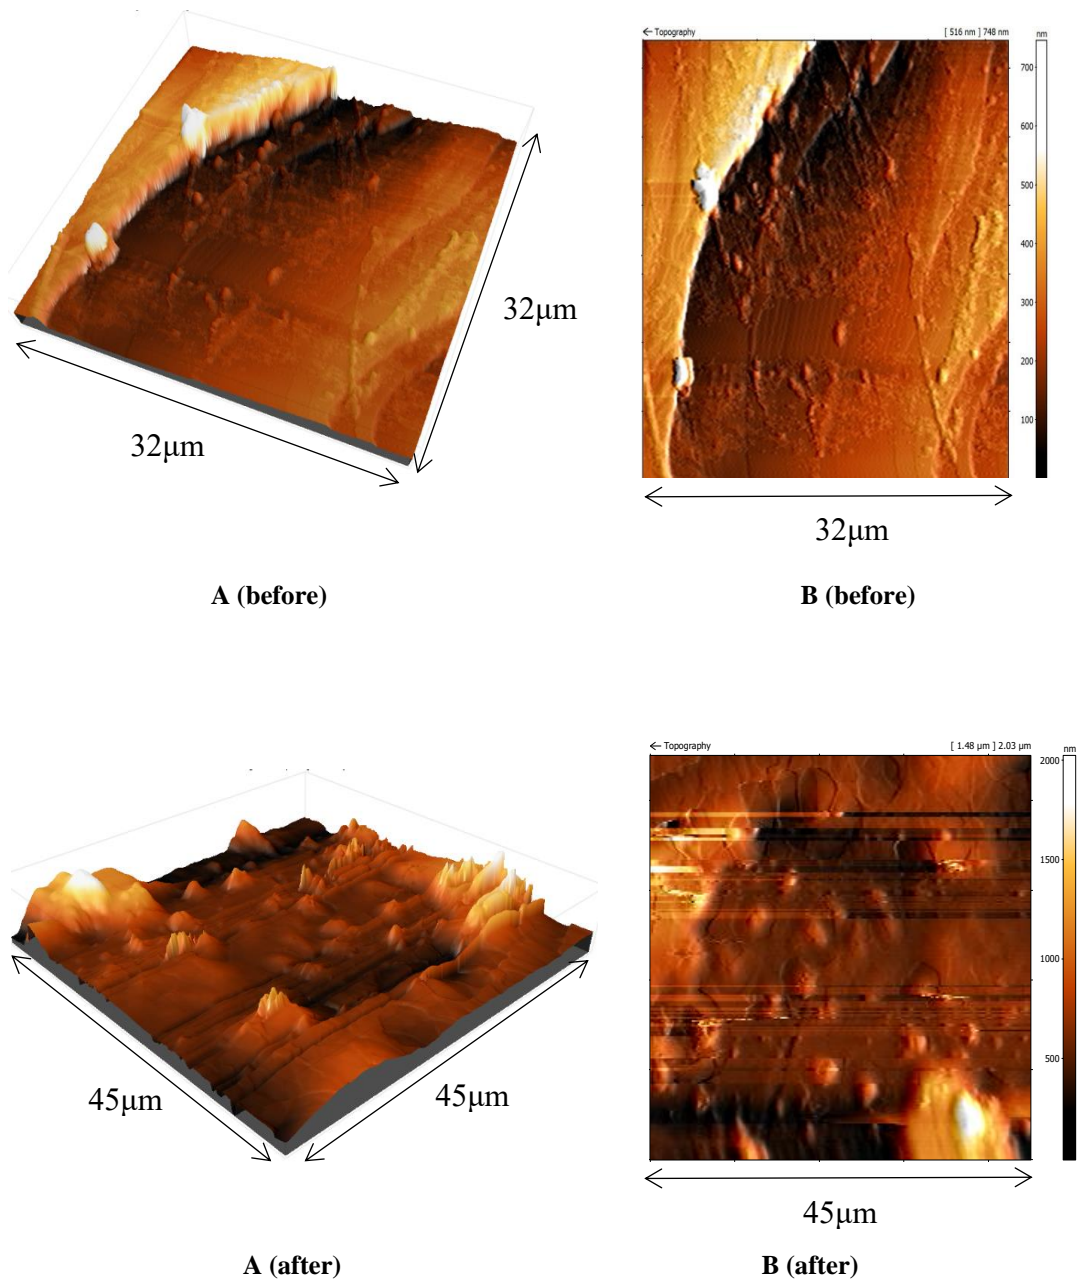 ← Topography
[ 516 nm ] 748 nm
nm
700
600
500
400
300
200
100
32μm
32μm
32μm
A (before)
B (before)
← Topography
[ 1.48 μm ] 2.03 μm
nm
2000
1500
1000
500
45μm
45μm
45μm
A (after)
B (after)